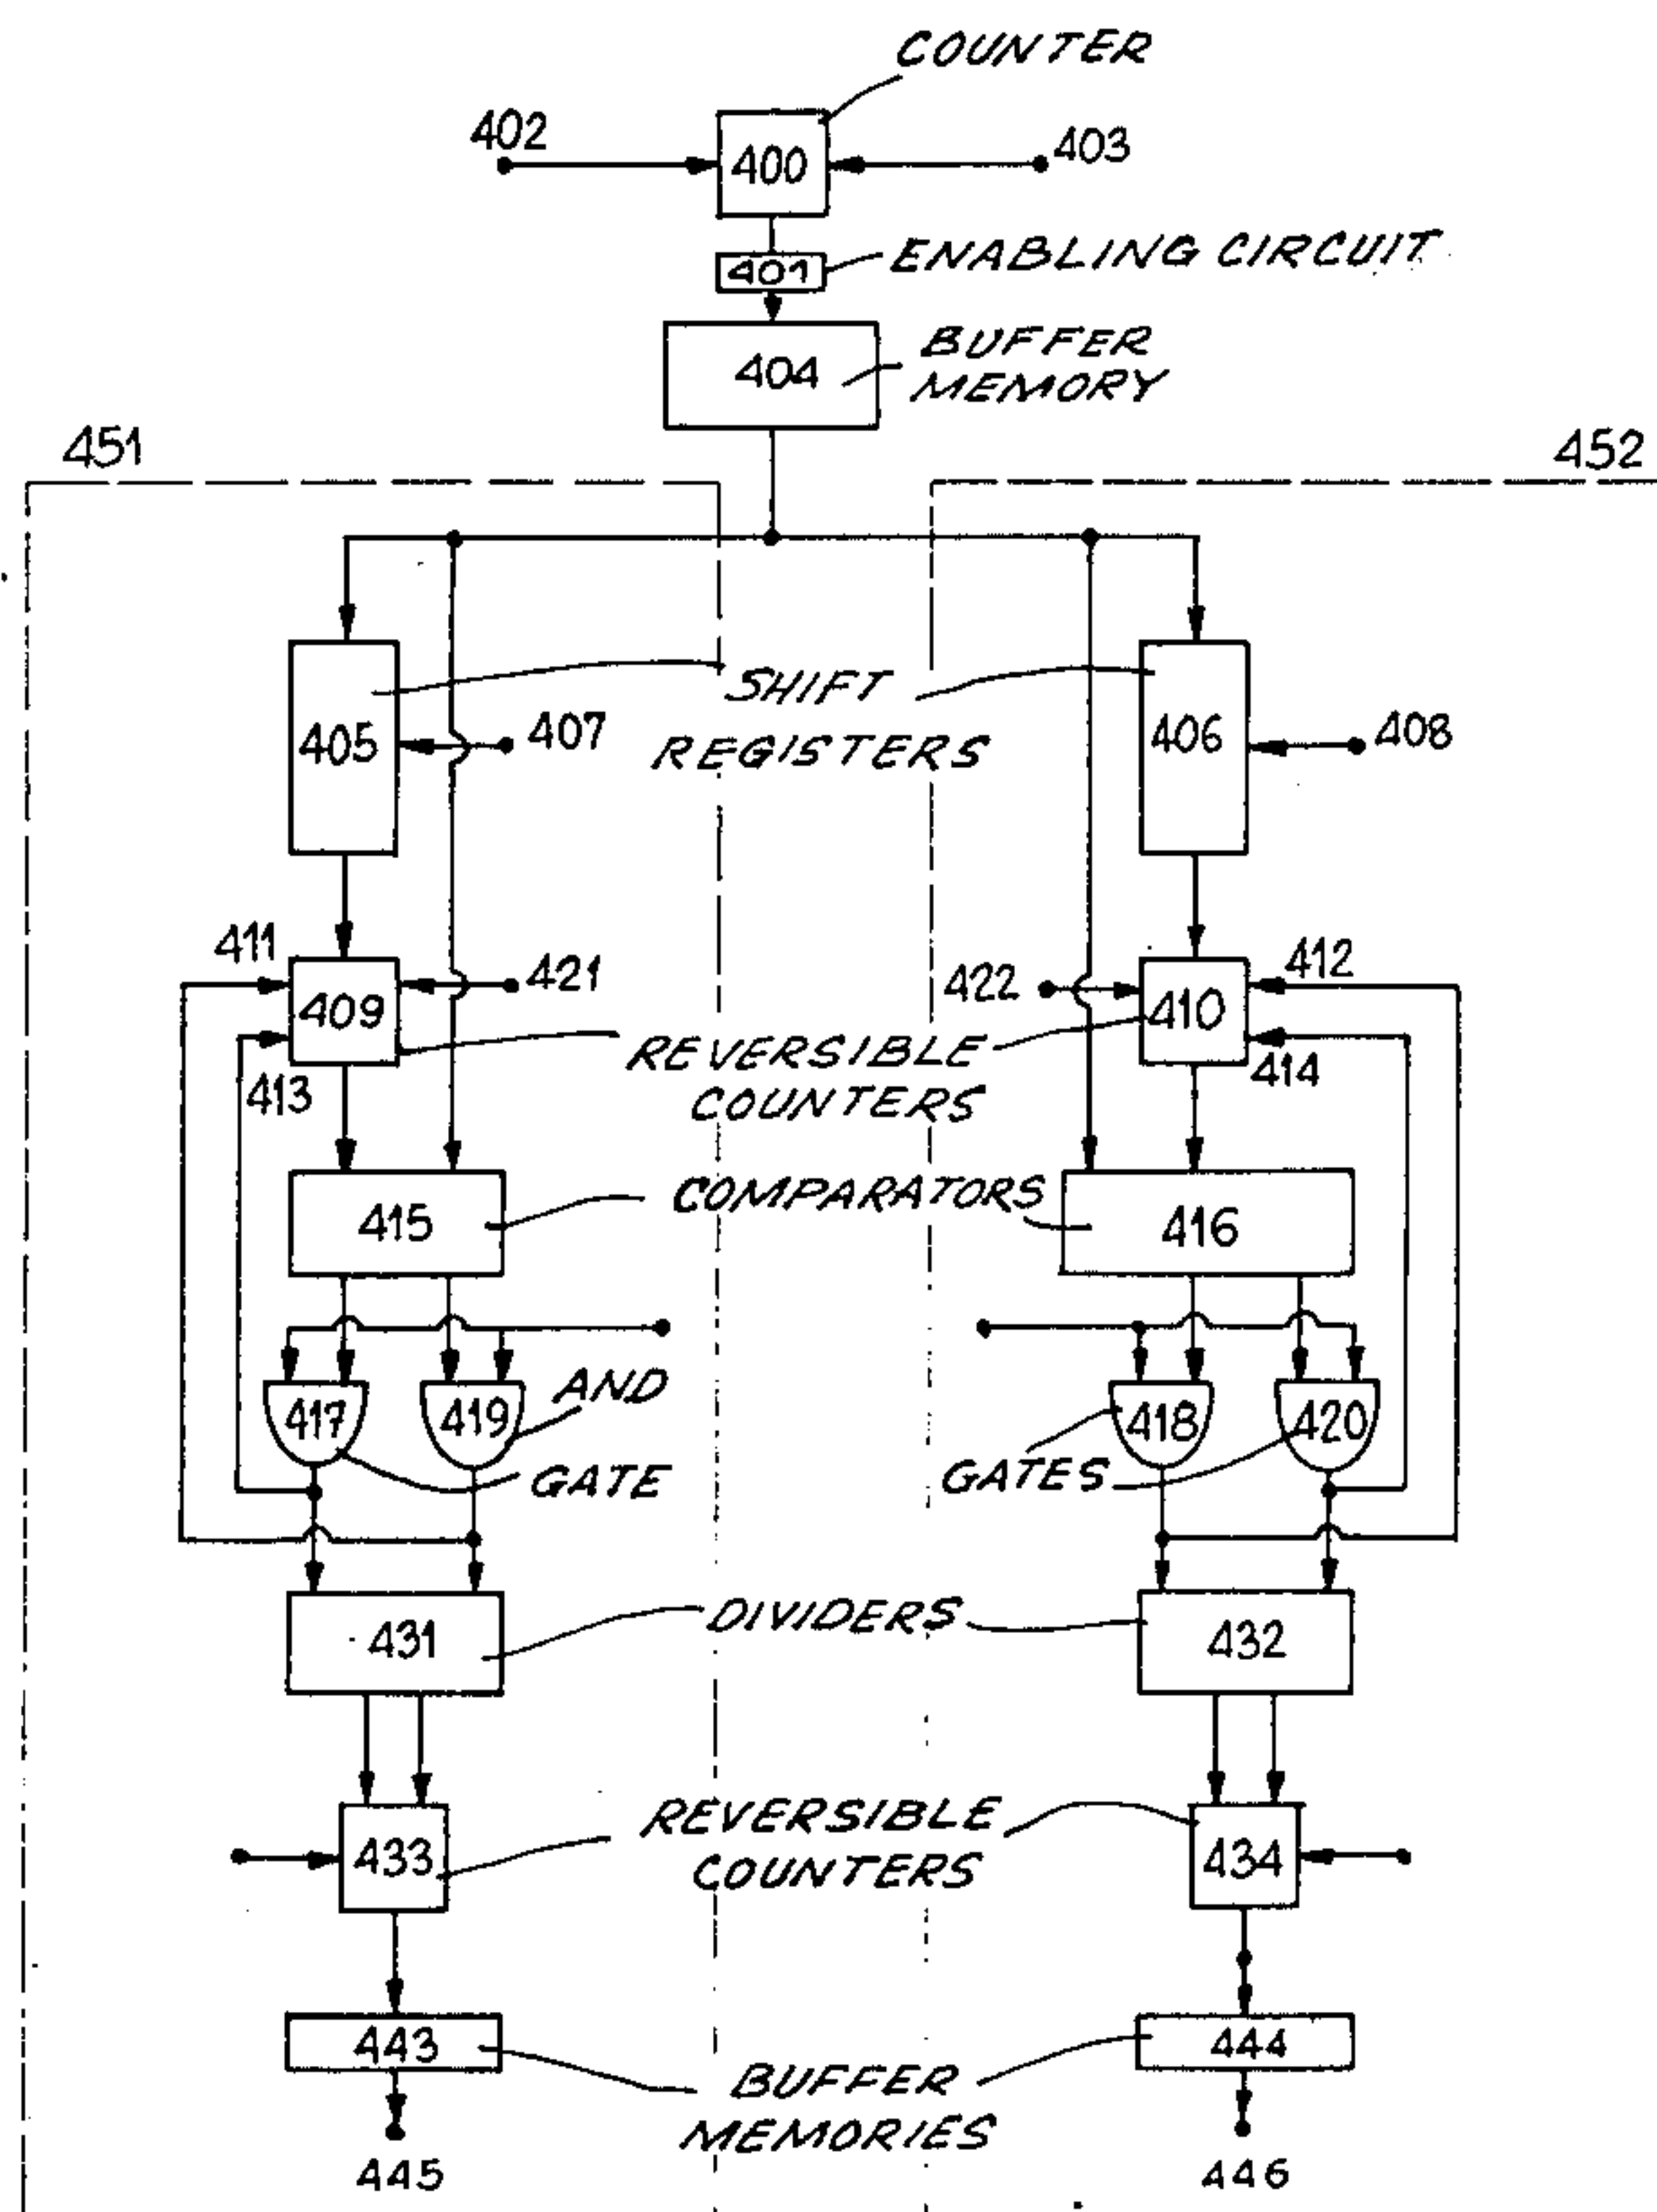 COUNTER
402
400
403
401
ENABLING CIRCUIT
404
BUFFER
MEMORY
451
452
405
407
SHIFT
REGISTERS
406
408
411
409
421
413
422
410
412
414
REVERSIBLE
COUNTERS
415
COMPARATORS
416
417
419
AND
GATE
418
420
GATES
431
DIVIDERS
432
433
REVERSIBLE
COUNTERS
434
443
BUFFER
MEMORIES
444
445
446